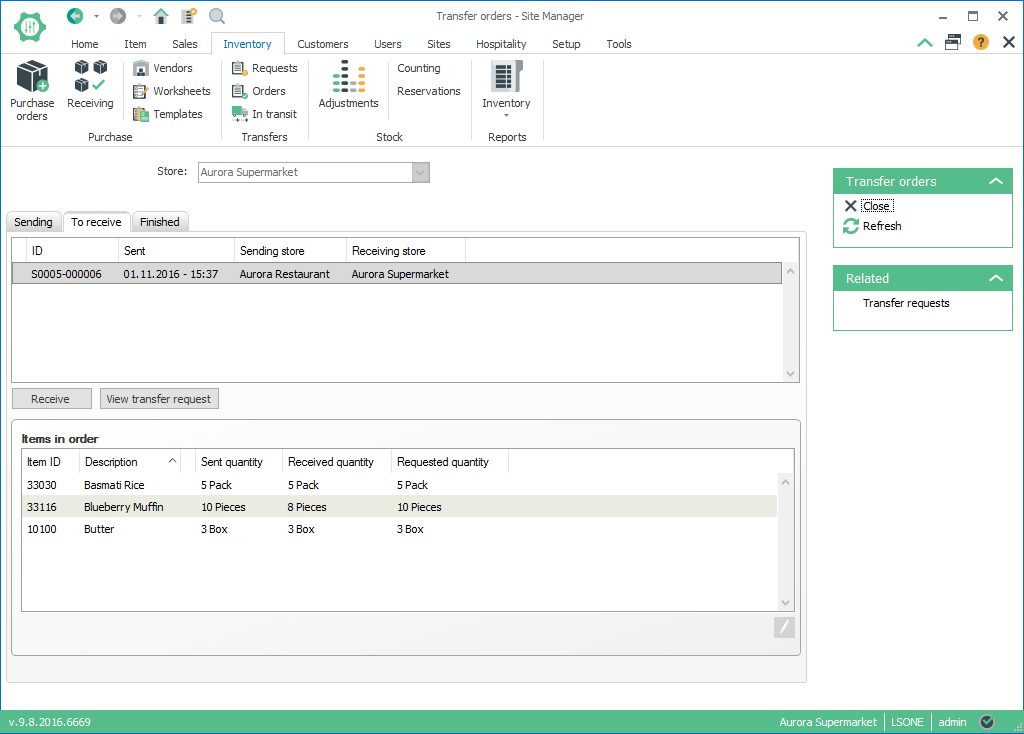 Transfer orders - Site Manager
Home Item Sales Inventory Customers Users Sites Hospitality Setup Tools
?
Purchase orders
Receiving
Vendors
Worksheets
Templates
Purchase
Requests
Orders
In transit
Transfers
Adjustments
Counting
Reservations
Stock
Inventory
Reports
Store: Aurora Supermarket
Sending To receive Finished
ID Sent Sending store Receiving store
S0005-000006 01.11.2016 - 15:37 Aurora Restaurant Aurora Supermarket
Receive View transfer request
Items in order
Item ID Description Sent quantity Received quantity Requested quantity
33030 Basmati Rice 5 Pack 5 Pack 5 Pack
33116 Blueberry Muffin 10 Pieces 8 Pieces 10 Pieces
10100 Butter 3 Box 3 Box 3 Box
Transfer orders
Close
Refresh
Related
Transfer requests
v.9.8.2016.6669 Aurora Supermarket LSONE admin